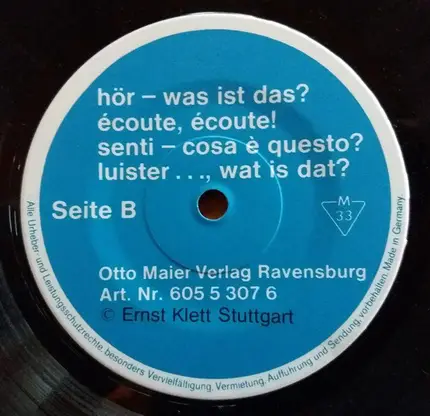 hör – was ist das?
écoute, écoute!
senti – cosa è questo?
luister . . ., wat is dat?
Seite B
M
33
Otto Maier Verlag Ravensburg
Art. Nr. 605 5 307 6
© Ernst Klett Stuttgart
Alle Urheber- und Leistungsschutzrechte, besonders Vervielfältigung, Vermietung, Aufführung und Sendung, vorbehalten. Made in Germany.